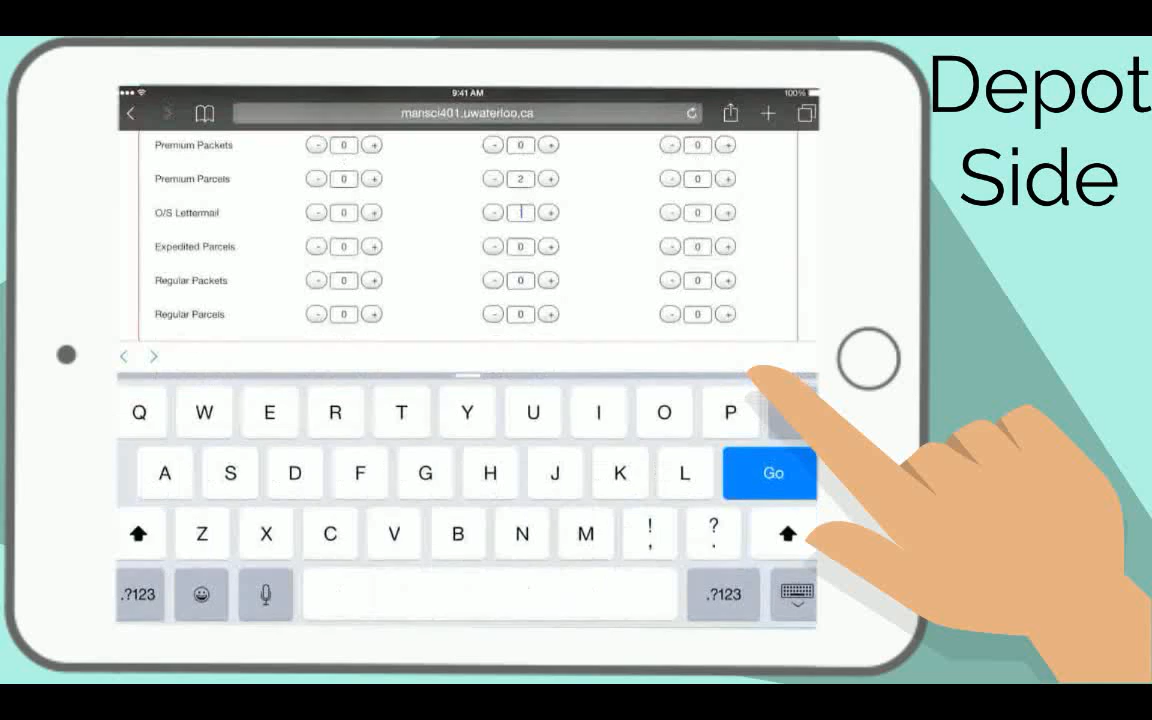 Depot
Side
9:41 AM
100%
mansci401.uwaterloo.ca
Premium Packets - 0 + - 0 + - 0 +
Premium Parcels - 0 + - 2 + - 0 +
O/S Lettermail - 0 + - + - 0 +
Expedited Parcels - 0 + - 0 + - 0 +
Regular Packets - 0 + - 0 + - 0 +
Regular Parcels - 0 + - 0 + - 0 +
Q W E R T Y U I O P
A S D F G H J K L Go
Z X C V B N M ! , ? .
.?123 .?123